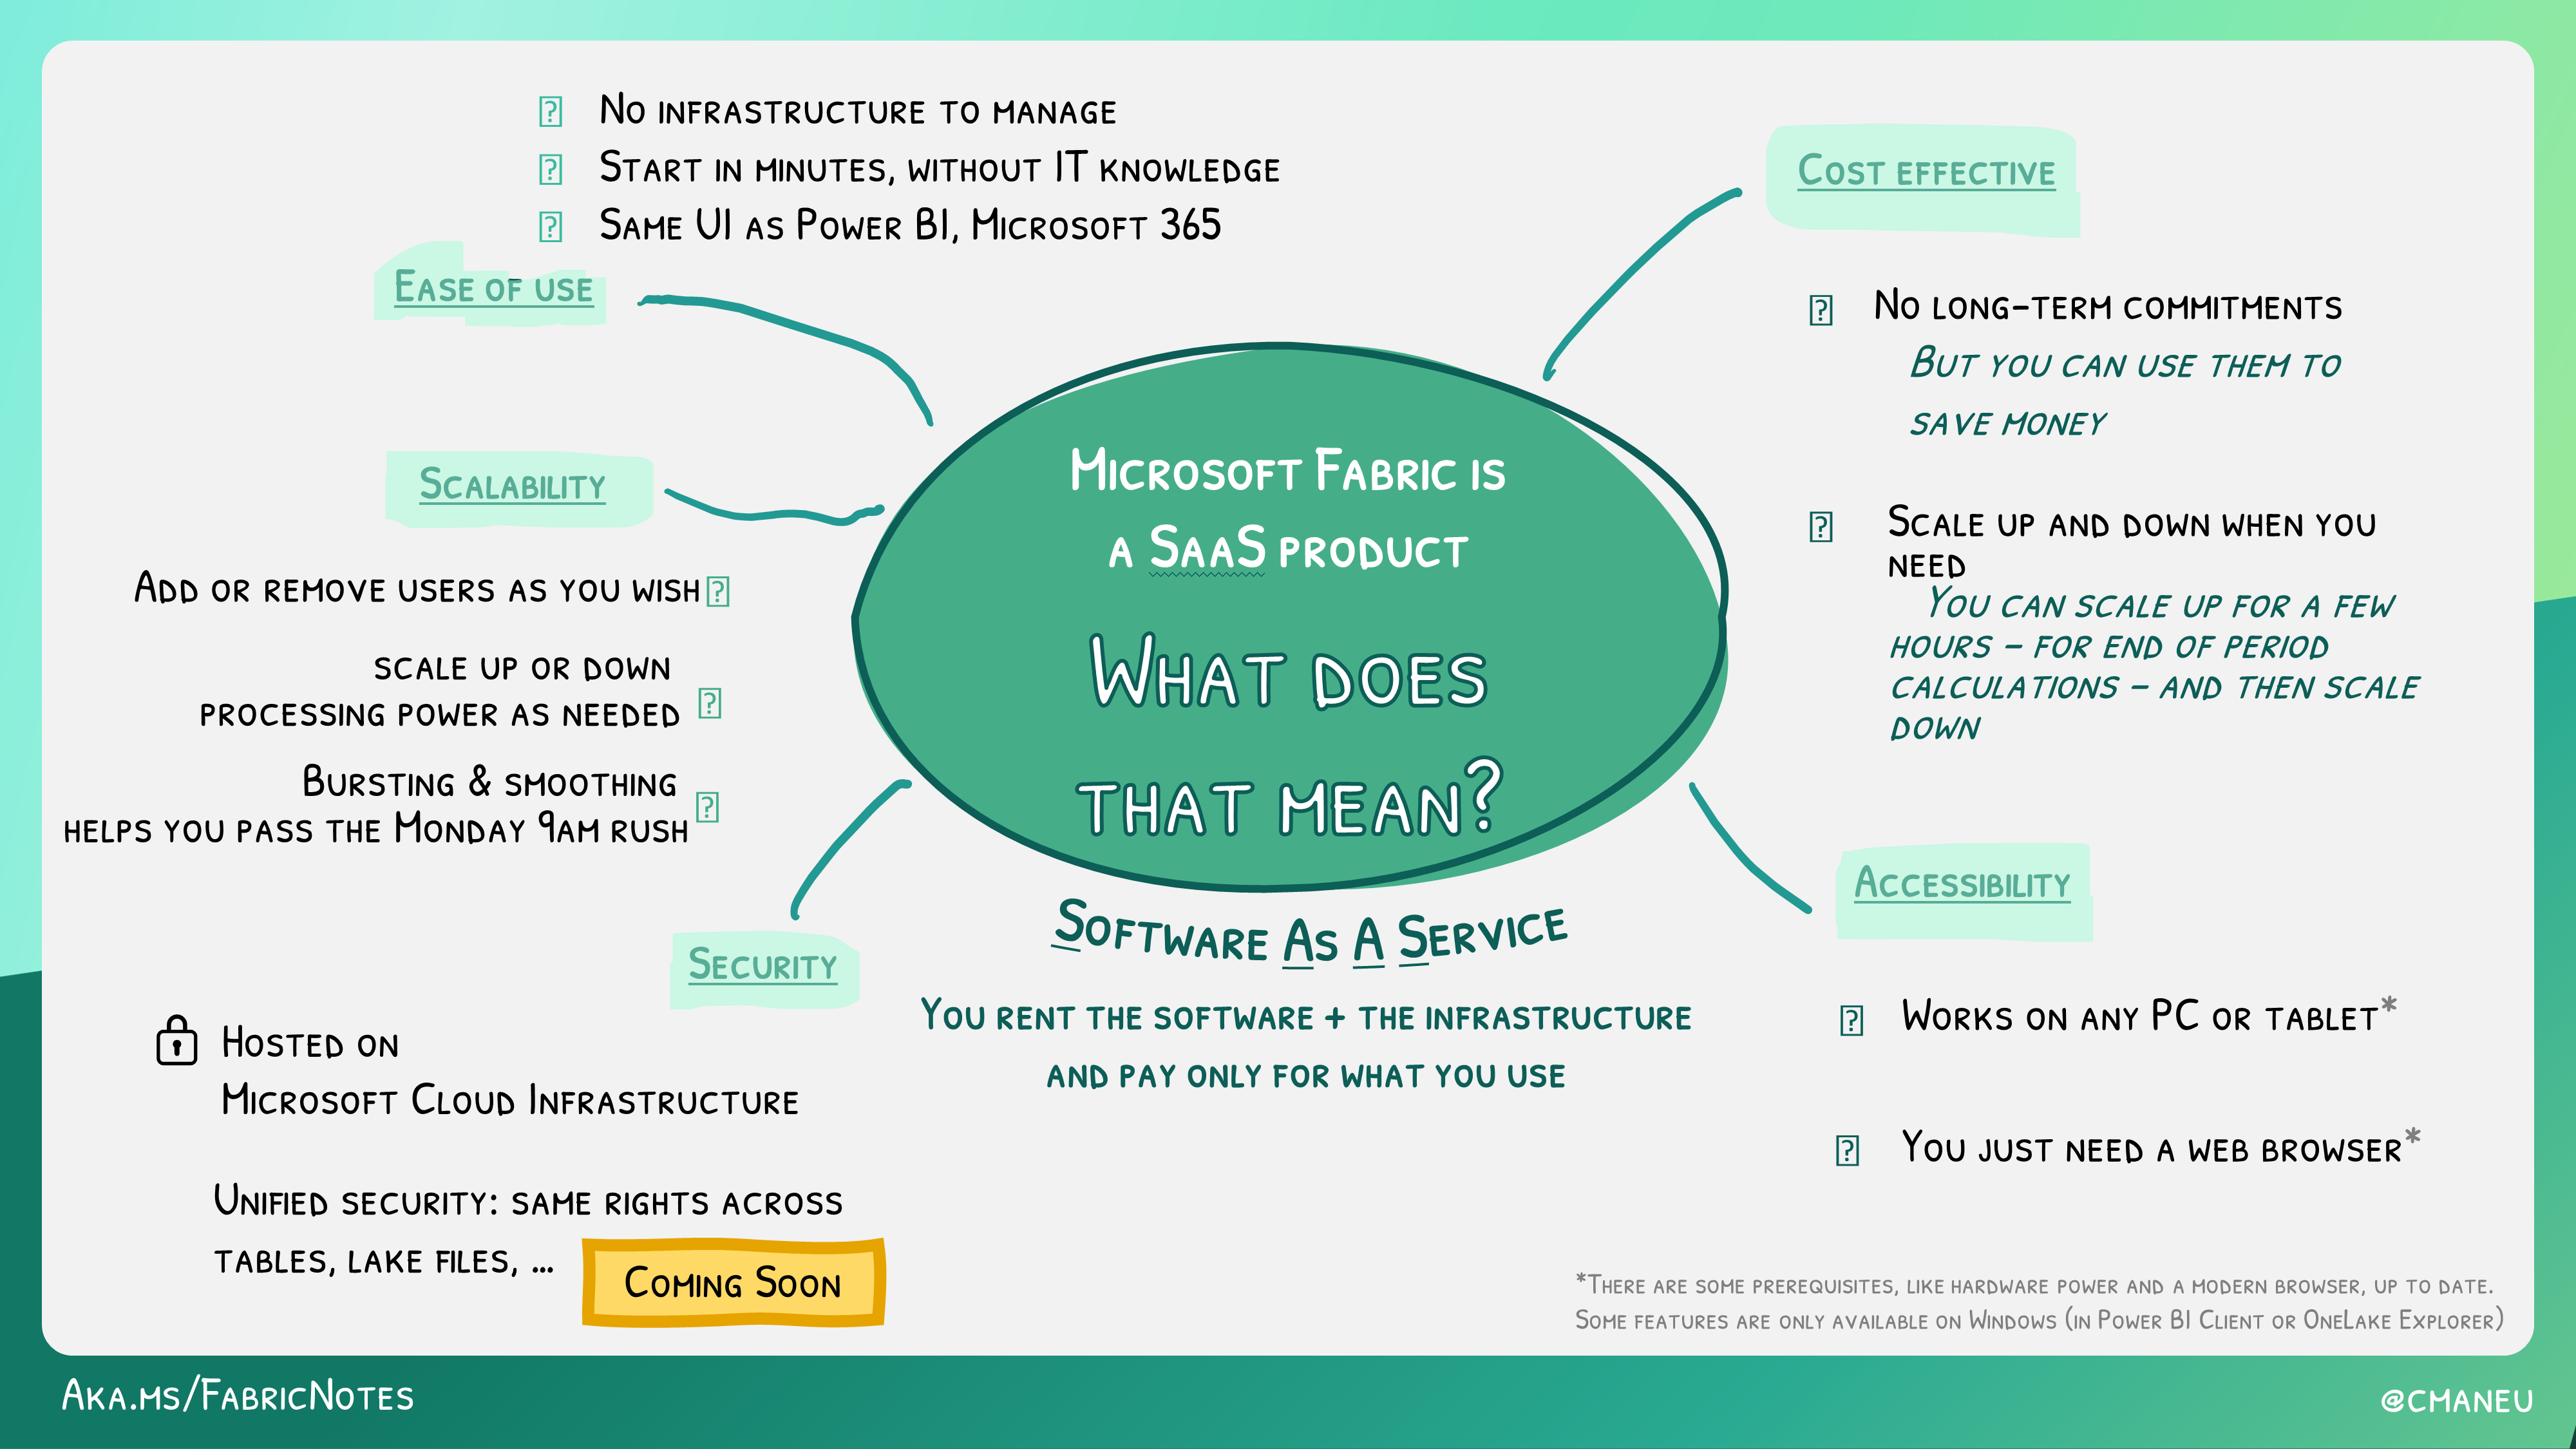 No infrastructure to manage
Start in minutes, without IT knowledge
Same UI as Power BI, Microsoft 365
Ease of use
Scalability
Add or remove users as you wish
scale up or down
processing power as needed
Bursting & smoothing
helps you pass the Monday 9am rush
Security
Hosted on
Microsoft Cloud Infrastructure
Unified security: same rights across
tables, lake files, ...
Coming Soon
Microsoft Fabric is
a SaaS product
What does
that mean?
Software As A Service
You rent the software + the infrastructure
and pay only for what you use
Cost effective
No long-term commitments
But you can use them to
save money
Scale up and down when you
need
You can scale up for a few
hours – for end of period
calculations – and then scale
down
Accessibility
Works on any PC or tablet*
You just need a web browser*
*There are some prerequisites, like hardware power and a modern browser, up to date.
Some features are only available on Windows (in Power BI Client or OneLake Explorer)
Aka.ms/FabricNotes
@cmaneu